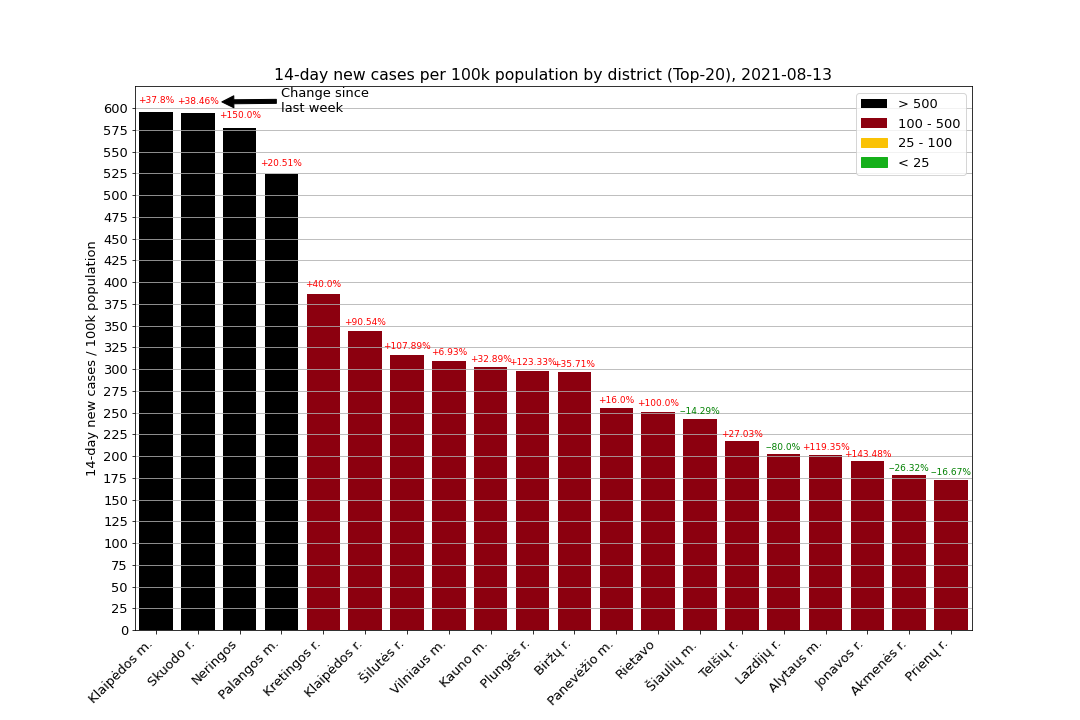 14-day new cases per 100k population by district (Top-20), 2021-08-13
14-day new cases / 100k population
600
575
550
525
500
475
450
425
400
375
350
325
300
275
250
225
200
175
150
125
100
75
50
25
0
+37.8%
+38.46%
+150.0%
+20.51%
+40.0%
+90.54%
+107.89%
+6.93%
+32.89%
+123.33%
+35.71%
+16.0%
+100.0%
−14.29%
+27.03%
−80.0%
+119.35%
+143.48%
−26.32%
−16.67%
Change since
last week
> 500
100 - 500
25 - 100
< 25
Klaipėdos m.
Skuodo r.
Neringos
Palangos m.
Kretingos r.
Klaipėdos r.
Šilutės r.
Vilniaus m.
Kauno m.
Plungės r.
Biržų r.
Panevėžio m.
Rietavo
Šiaulių m.
Telšių r.
Lazdijų r.
Alytaus m.
Jonavos r.
Akmenės r.
Prienų r.